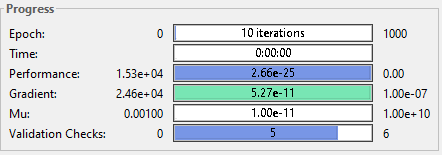 Progress
Epoch: 0 10 iterations 1000
Time: 0:00:00
Performance: 1.53e+04 2.66e-25 0.00
Gradient: 2.46e+04 5.27e-11 1.00e-07
Mu: 0.00100 1.00e-11 1.00e+10
Validation Checks: 0 5 6